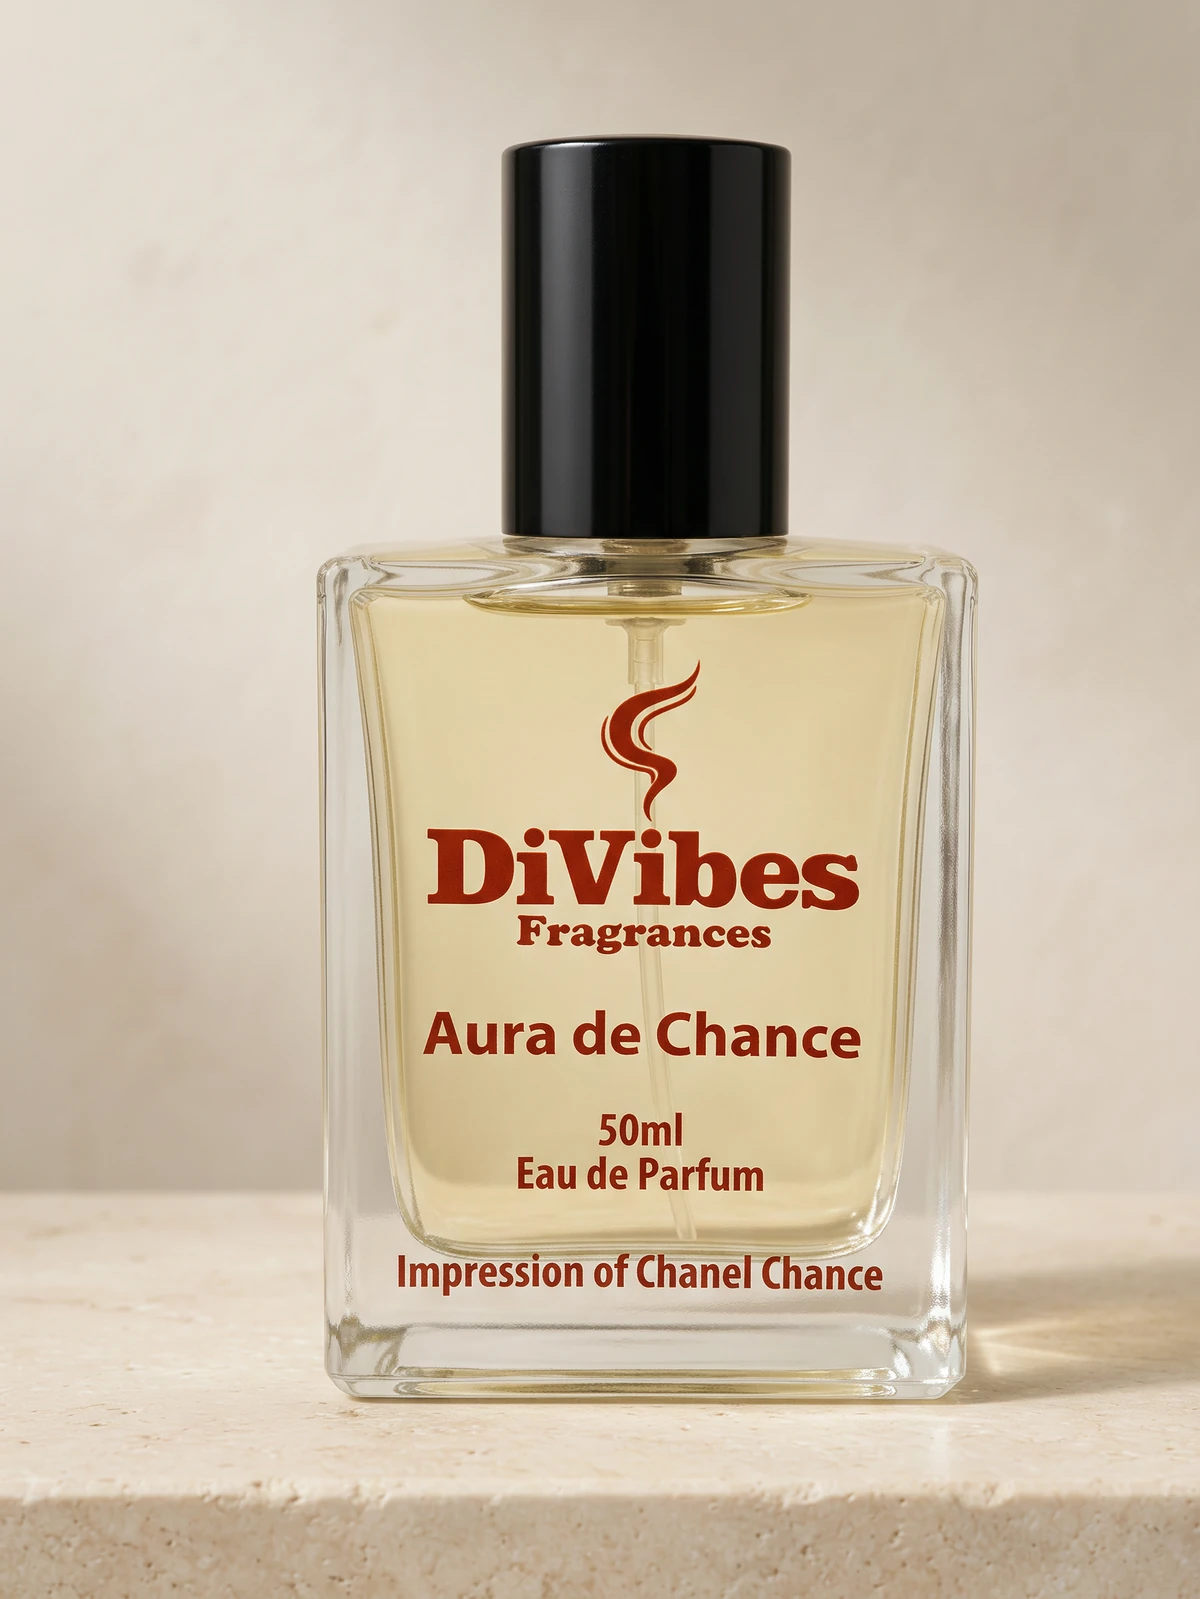 DiVibes
Fragrances
Aura de Chance
50ml
Eau de Parfum
Impression of Chanel Chance